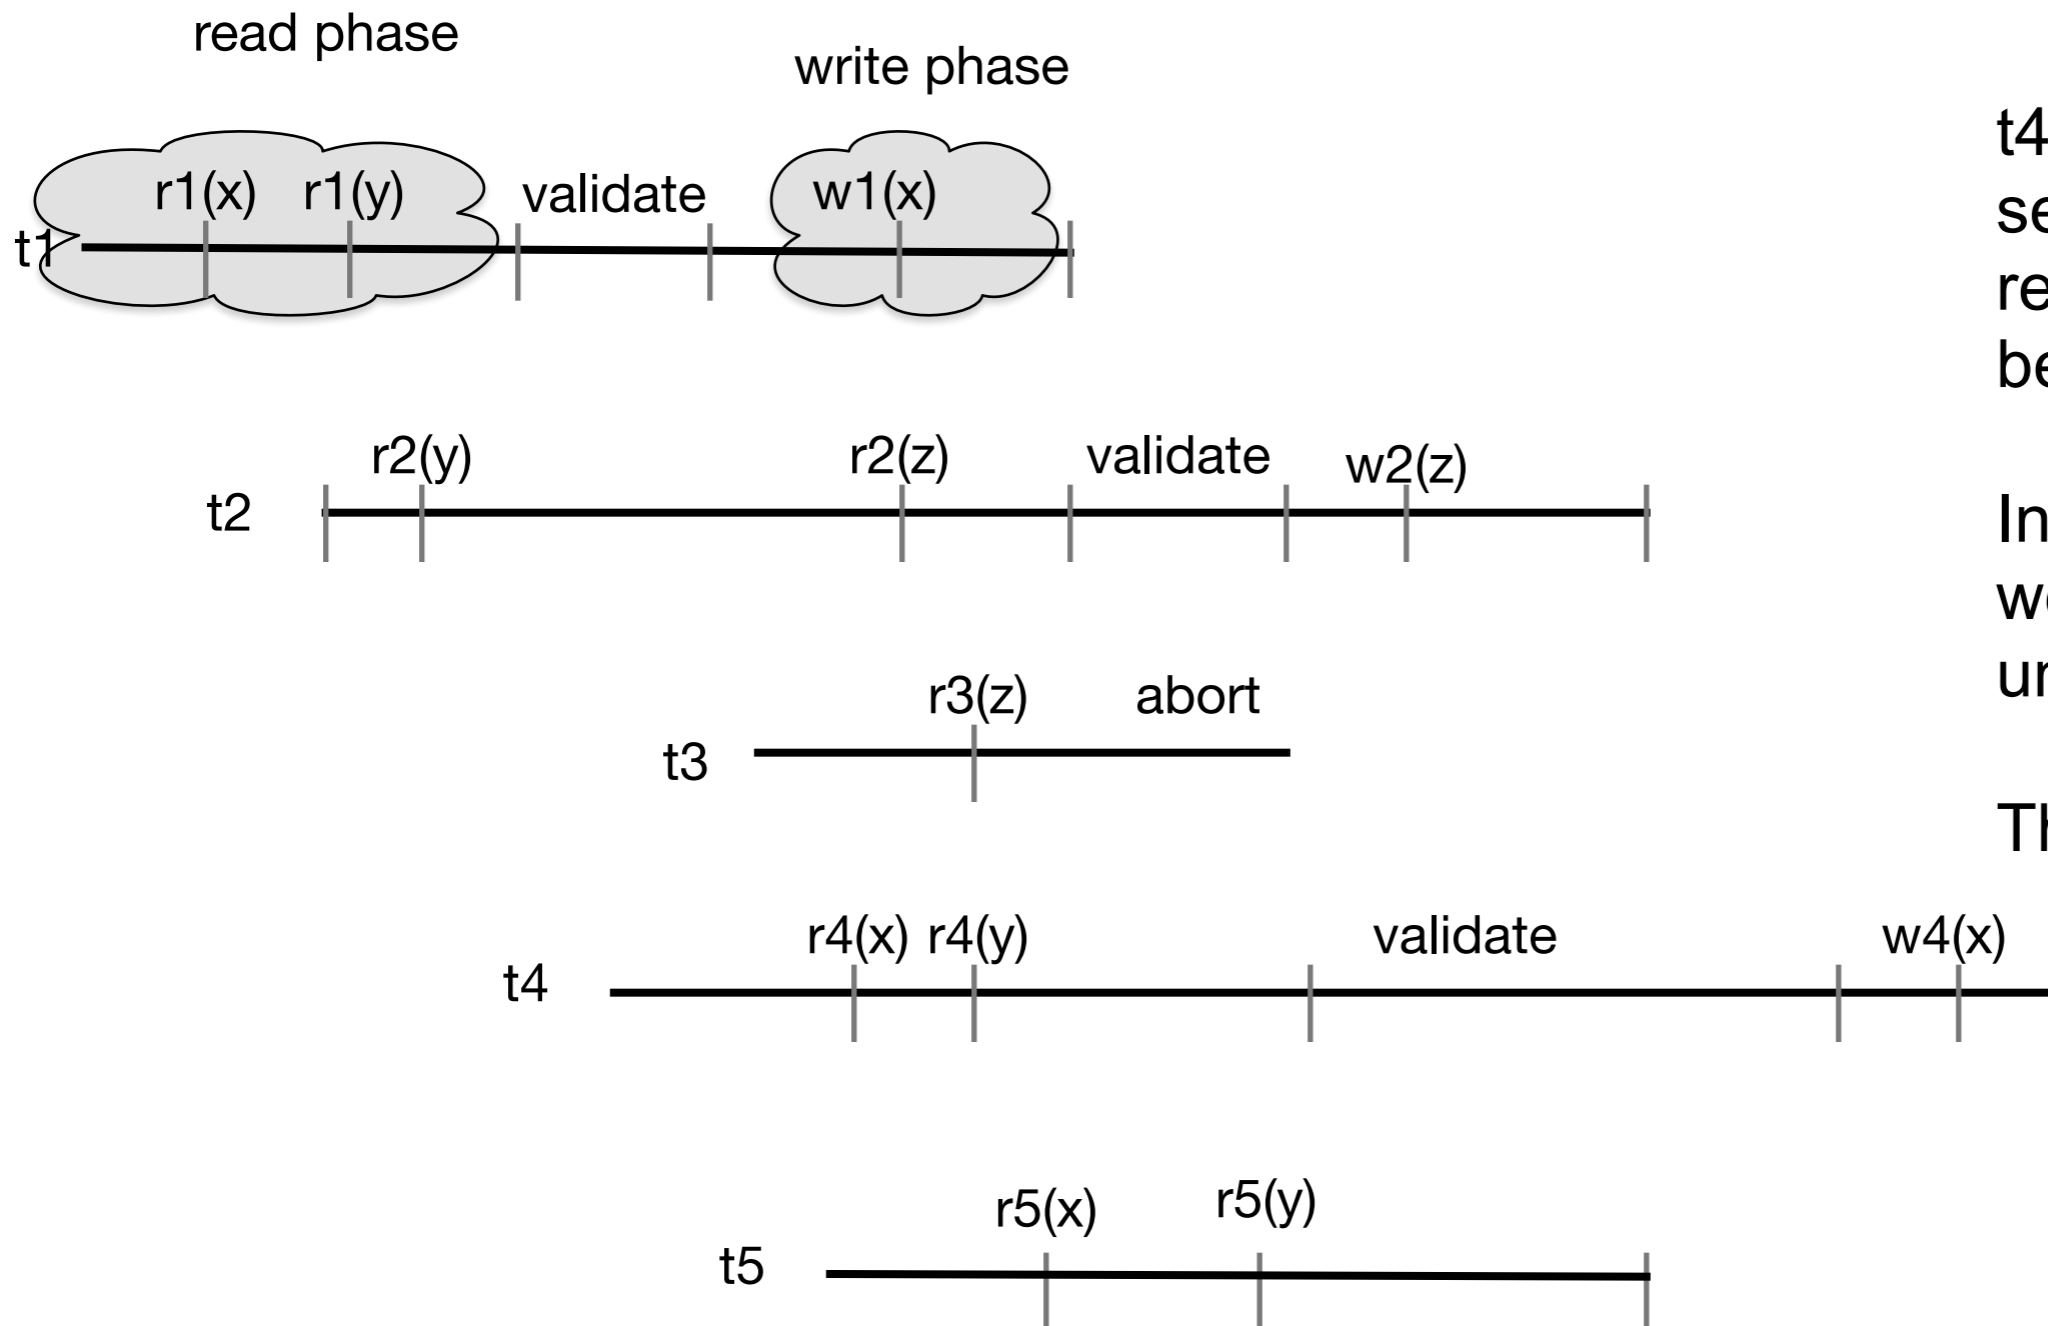 read phase
write phase
r1(x) r1(y) validate w1(x)
t1
r2(y) r2(z) validate w2(z)
t2
r3(z) abort
t3
r4(x) r4(y) validate w4(x)
t4
r5(x) r5(y)
t5
t4